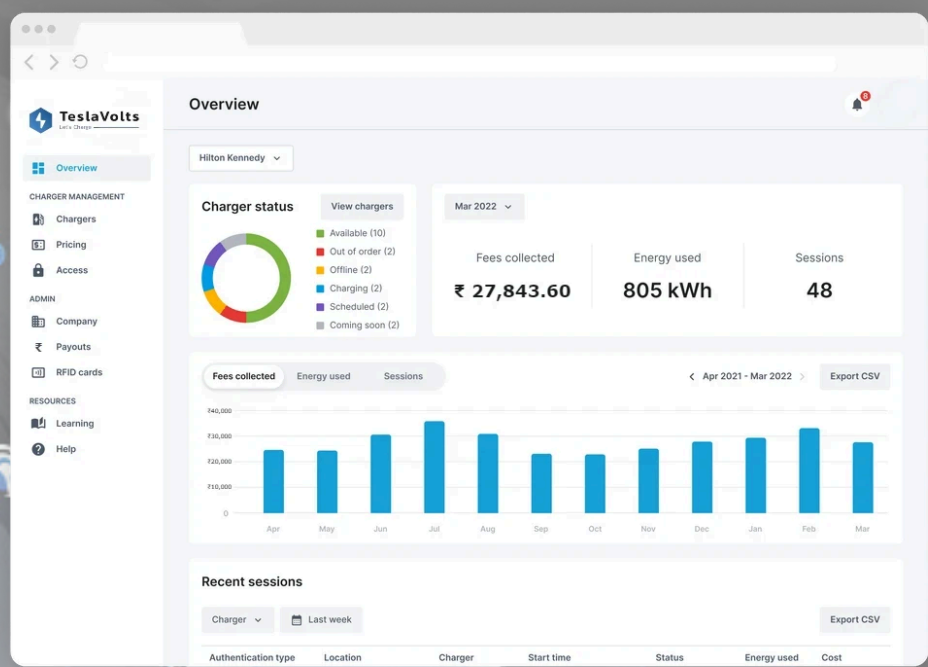 TeslaVolts
Let's Charge
Overview
CHARGER MANAGEMENT
Chargers
Pricing
Access
ADMIN
Company
Payouts
RFID cards
RESOURCES
Learning
Help
Overview
8
Hilton Kennedy
Charger status
View chargers
Available (10)
Out of order (2)
Offline (2)
Charging (2)
Scheduled (2)
Coming soon (2)
Mar 2022
Fees collected
₹ 27,843.60
Energy used
805 kWh
Sessions
48
Fees collected Energy used Sessions
Apr 2021 - Mar 2022
Export CSV
₹40,000
₹30,000
₹20,000
₹10,000
0
Apr May Jun Jul Aug Sep Oct Nov Dec Jan Feb Mar
Recent sessions
Charger Last week
Export CSV
Authentication type Location Charger Start time Status Energy used Cost